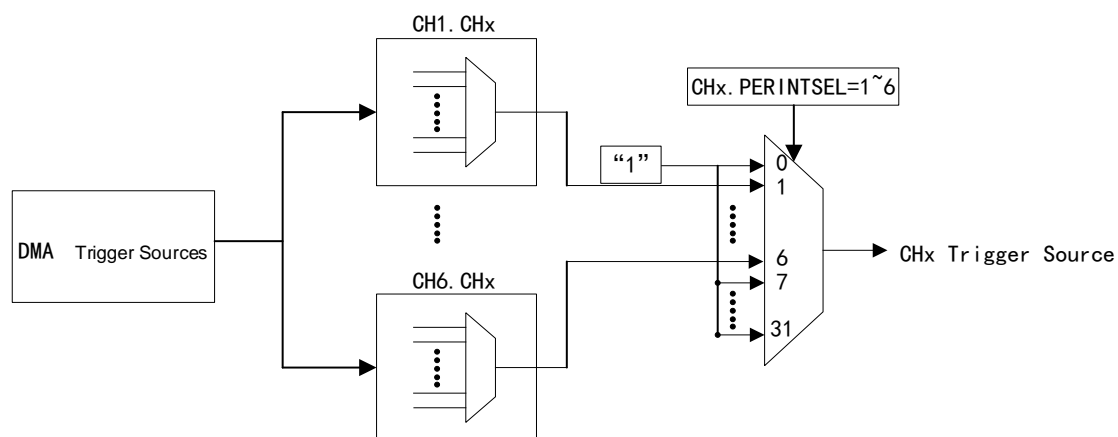 CH1.CHx
CHx.PERINTSEL=1~6
“1”
0
1
DMA Trigger Sources
6
CHx Trigger Source
7
CH6.CHx
31